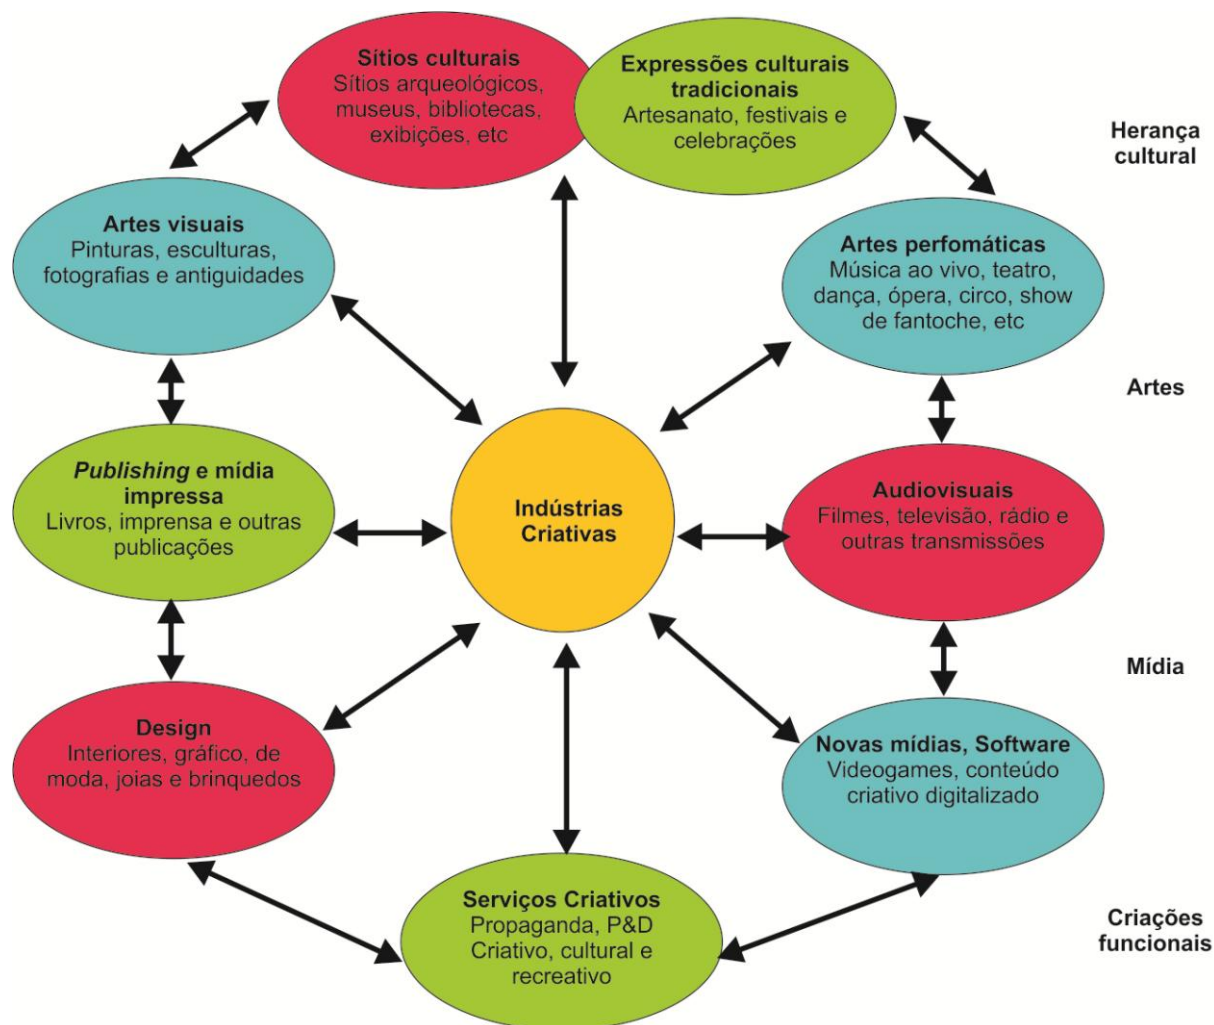 Sítios culturais
Sítios arqueológicos,
museus, bibliotecas,
exibições, etc
Expressões culturais
tradicionais
Artesanato, festivais e
celebrações
Herança
cultural
Artes visuais
Pinturas, esculturas,
fotografias e antiguidades
Artes perfomáticas
Música ao vivo, teatro,
dança, ópera, circo, show
de fantoche, etc
Artes
Publishing e mídia
impressa
Livros, imprensa e outras
publicações
Indústrias
Criativas
Audiovisuais
Filmes, televisão, rádio e
outras transmissões
Mídia
Design
Interiores, gráfico, de
moda, joias e brinquedos
Novas mídias, Software
Videogames, conteúdo
criativo digitalizado
Serviços Criativos
Propaganda, P&D
Criativo, cultural e
recreativo
Criações
funcionais